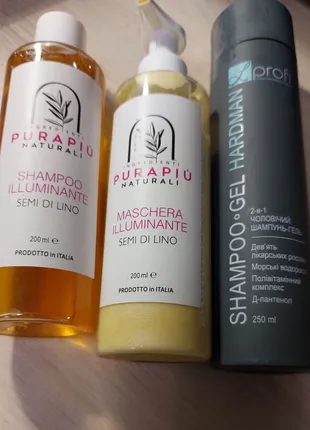 INGREDIENTI
PURAPIÙ
NATURALI
SHAMPOO
ILLUMINANTE
SEMI DI LINO
200 ml ℮
PRODOTTO in ITALIA
INGREDIENTI
PURAPIÙ
NATURALI
MASCHERA
ILLUMINANTE
SEMI DI LINO
200 ml ℮
PRODOTTO in ITALIA
profi
SHAMPOO-GEL HARDMAN
2-в-1
ЧОЛОВІЧИЙ
ШАМПУНЬ-ГЕЛЬ
Дев'ять
лікарських рослин
Морські водорості
Полівітамінний
комплекс
Д-пантенол
250 ml